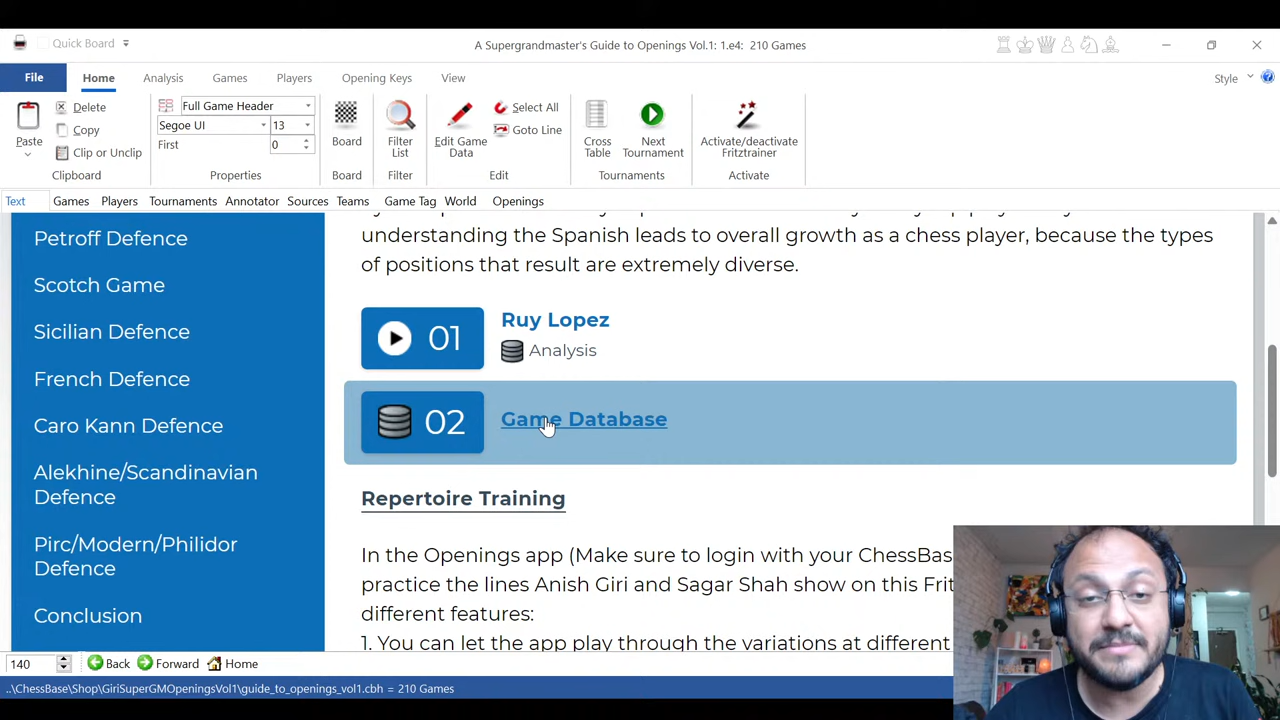 Quick Board
A Supergrandmaster's Guide to Openings Vol.1: 1.e4: 210 Games
File
Home
Analysis
Games
Players
Opening Keys
View
Style
Paste
Delete
Copy
Clip or Unclip
Clipboard
Full Game Header
Segoe UI
13
First
0
Properties
Board
Board
Filter
List
Filter
Edit Game
Data
Select All
Goto Line
Edit
Cross
Table
Next
Tournament
Tournaments
Activate/deactivate
Fritztrainer
Activate
Text
Games
Players
Tournaments
Annotator
Sources
Teams
Game Tag
World
Openings
Petroff Defence
Scotch Game
Sicilian Defence
French Defence
Caro Kann Defence
Alekhine/Scandinavian
Defence
Pirc/Modern/Philidor
Defence
Conclusion
understanding the Spanish leads to overall growth as a chess player, because the types
of positions that result are extremely diverse.
01
Ruy Lopez
Analysis
02
Game Database
Repertoire Training
In the Openings app (Make sure to login with your ChessBase
practice the lines Anish Giri and Sagar Shah show on this
different features:
1. You can let the app play through the variations at different
140
Back
Forward
Home
..\ChessBase\Shop\GiriSuperGMOpeningsVol1\guide_to_openings_vol1.cbh = 210 Games